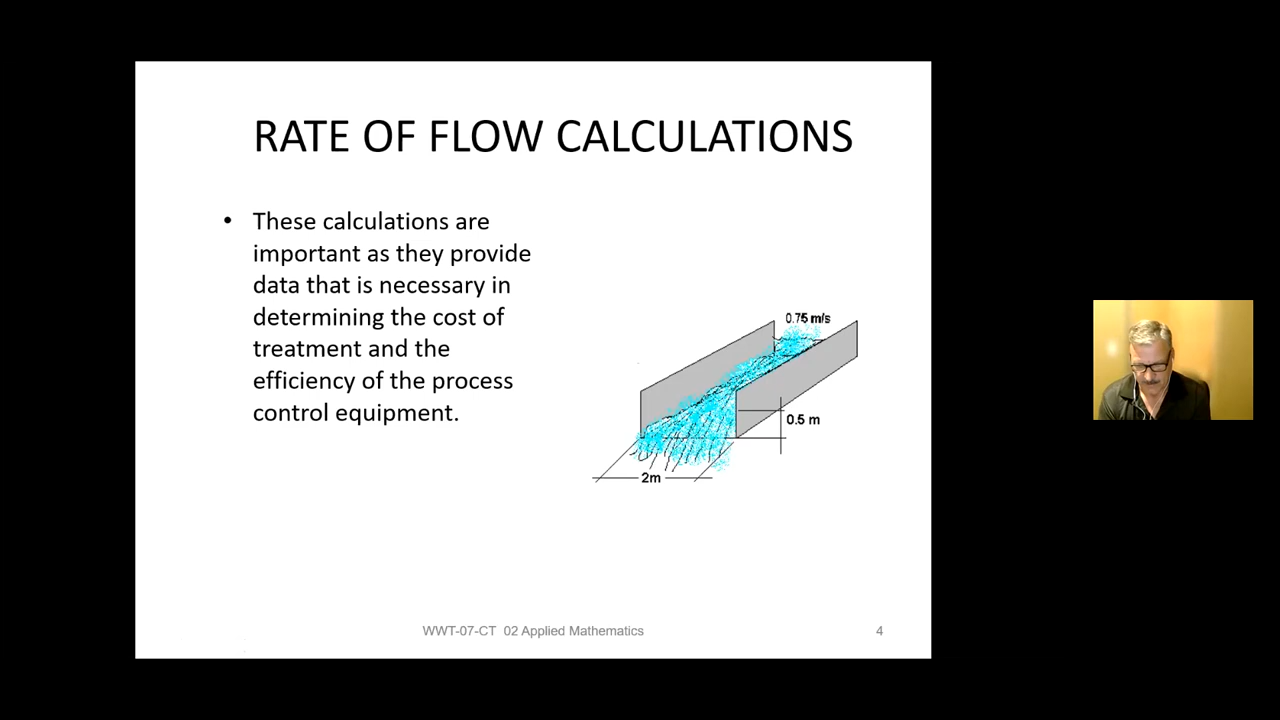 RATE OF FLOW CALCULATIONS
• These calculations are
important as they provide
data that is necessary in
determining the cost of
treatment and the
efficiency of the process
control equipment.
0.75 m/s
0.5 m
2m
WWT-07-CT 02 Applied Mathematics
4